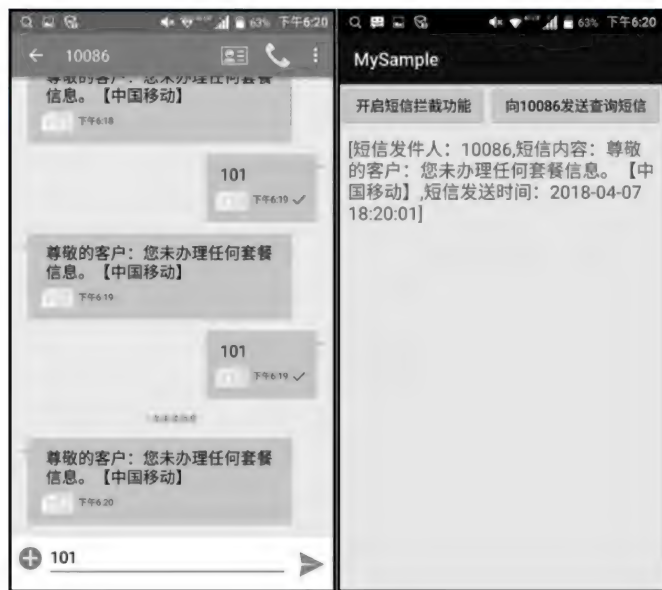 63% 下午6:20
10086
尊敬的客户：您未办理任何套餐
信息。【中国移动】
下午6:18
101
下午6:19
尊敬的客户：您未办理任何套餐
信息。【中国移动】
下午6:19
101
下午6:19
尊敬的客户：您未办理任何套餐
信息。【中国移动】
下午6:20
101
63% 下午6:20
MySample
开启短信拦截功能
向10086发送查询短信
[短信发件人：10086,短信内容：尊敬
的客户：您未办理任何套餐信息。【中
国移动】,短信发送时间：2018-04-07
18:20:01]